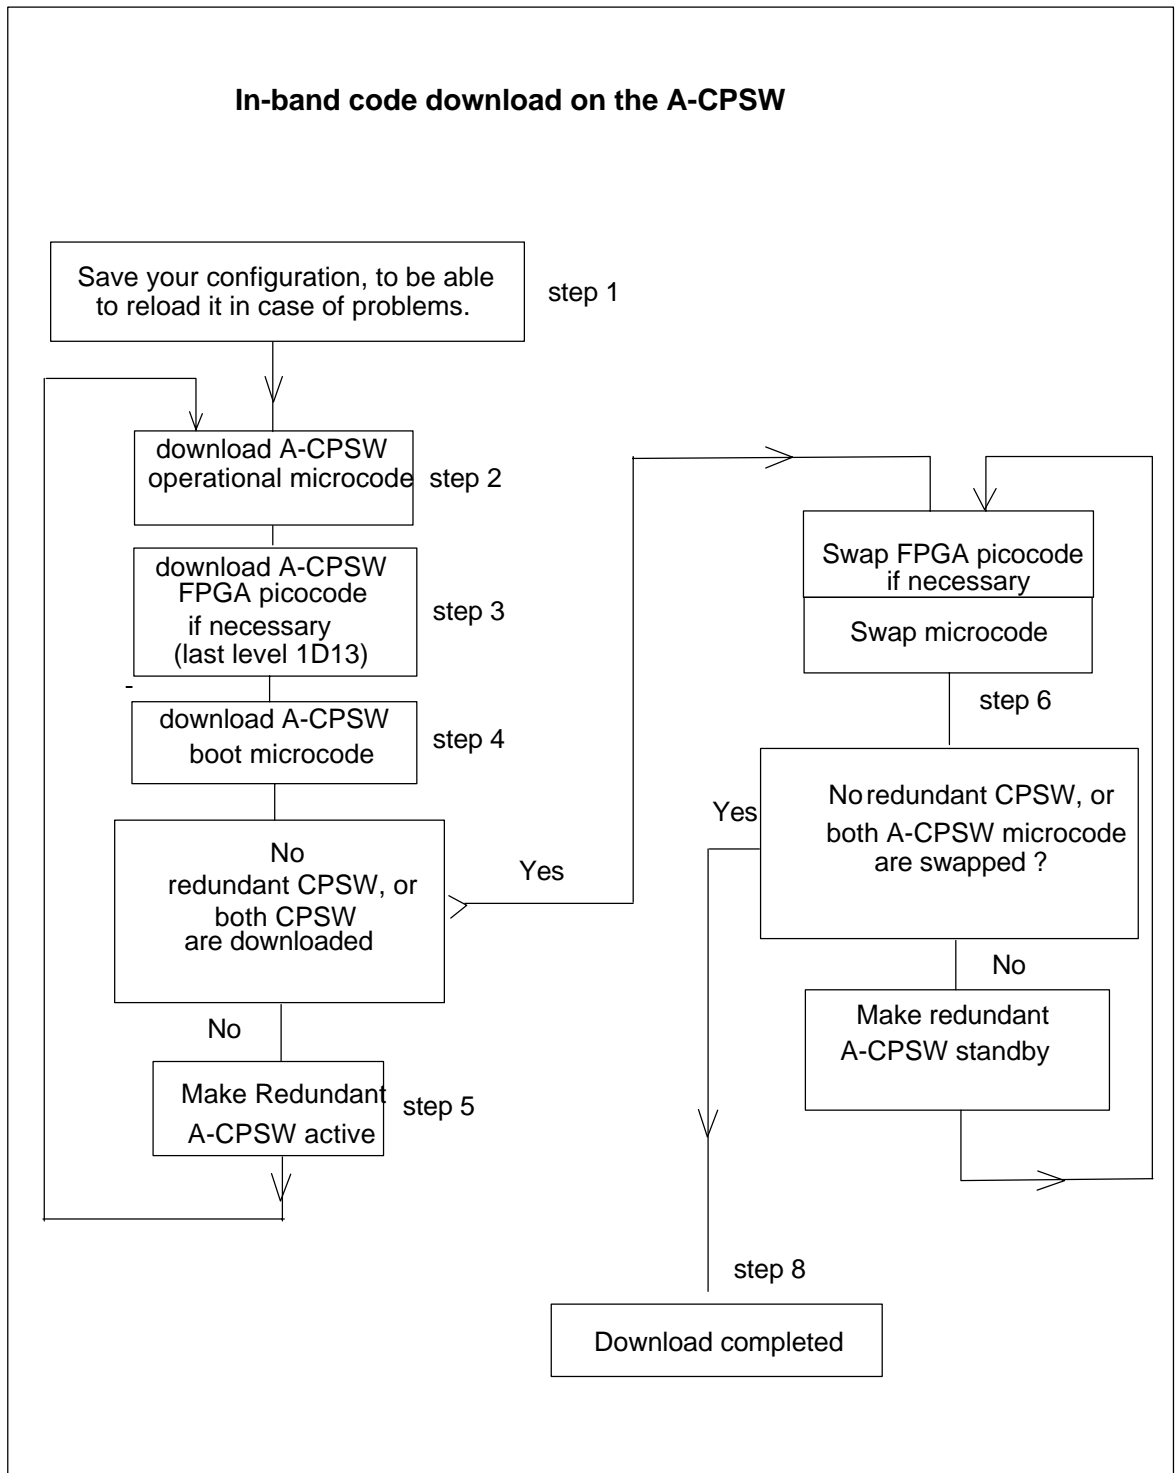 In-band code download on the A-CPSW
Save your configuration, to be able
to reload it in case of problems.
step 1
download A-CPSW
operational microcode
step 2
download A-CPSW
FPGA picocode
if necessary
(last level 1D13)
step 3
-
download A-CPSW
boot microcode
step 4
No
redundant CPSW, or
both CPSW
are downloaded
Yes
No
Make Redundant
A-CPSW active
step 5
Swap FPGA picocode
if necessary
Swap microcode
step 6
No redundant CPSW, or
both A-CPSW microcode
are swapped ?
Yes
No
Make redundant
A-CPSW standby
step 8
Download completed